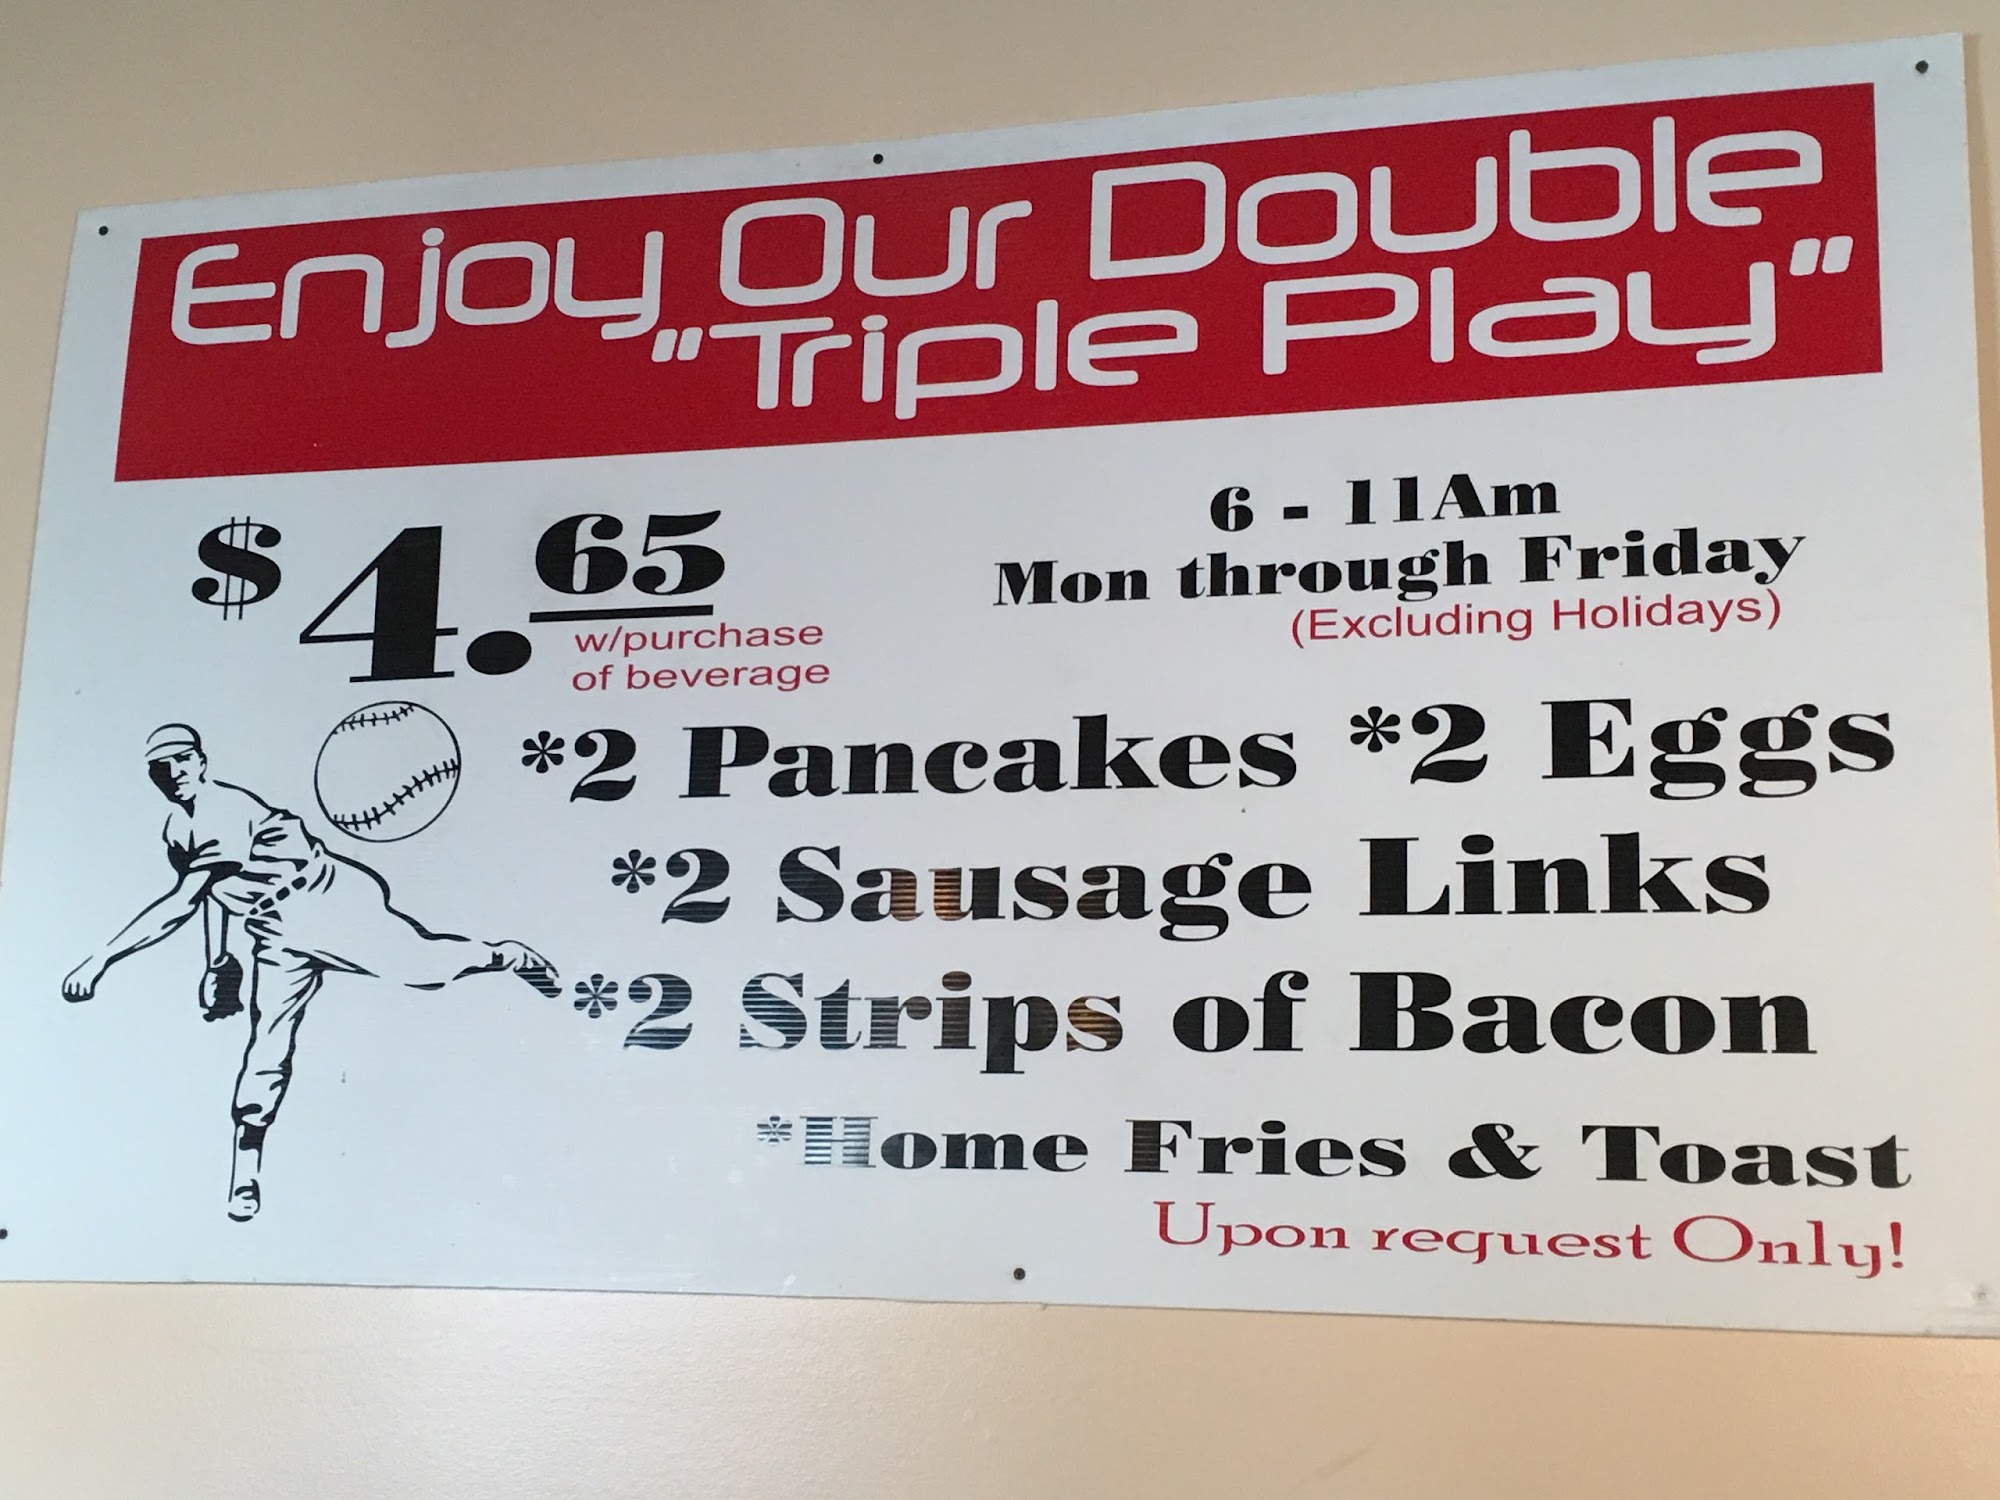 Enjoy Our Double
"Triple Play"
$4.65
w/purchase
of beverage
6 - 11Am
Mon through Friday
(Excluding Holidays)
*2 Pancakes *2 Eggs
*2 Sausage Links
*2 Strips of Bacon
*Home Fries & Toast
Upon request Only!